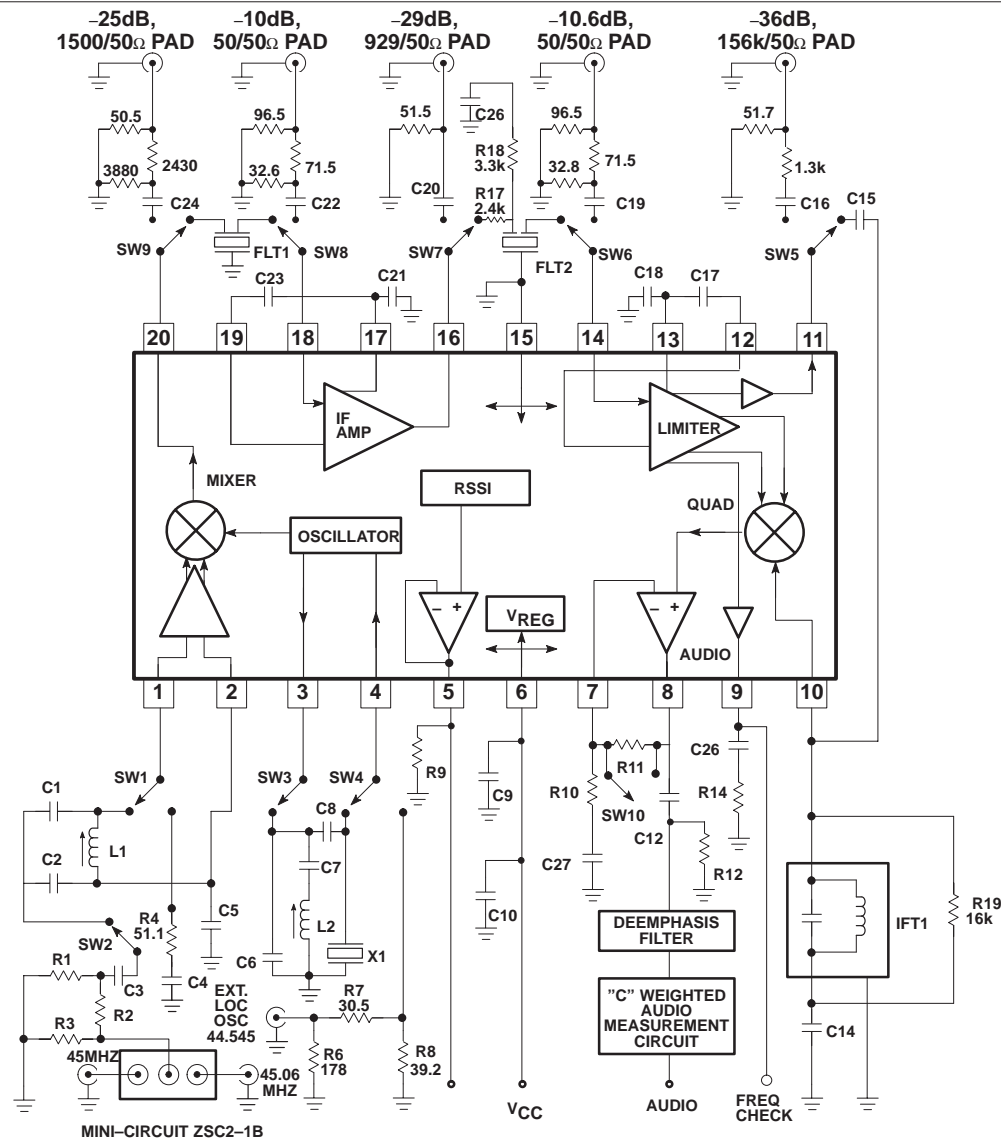 –25dB, –10dB, –29dB, –10.6dB, –36dB,
1500/50Ω PAD 50/50Ω PAD 929/50Ω PAD 50/50Ω PAD 156k/50Ω PAD
50.5 96.5 51.5 C26 96.5 51.7
R18
3.3k
2430 71.5 71.5 1.3k
3880 32.6 32.8
C24 C22 C20 R17
2.4k C19 C16 C15
SW9 FLT1 SW8 SW7 FLT2 SW6 SW5
C23 C21 C18 C17
20 19 18 17 16 15 14 13 12 11
IF
AMP
LIMITER
MIXER
RSSI
QUAD
OSCILLATOR
– +
VREG
– +
AUDIO
1 2 3 4 5 6 7 8 9 10
SW1 SW3 SW4 R9 R11 C26
C1 C8 C9 R10 SW10 R14
L1 C7 C12
C2 C27 R12
R4
51.1
C5 L2 C10
SW2 X1
DEEMPHASIS
FILTER
IFT1
R19
16k
R1 C3 C4 C6
R2
EXT.
LOC
OSC
44.545
R7
30.5
"C" WEIGHTED
AUDIO
MEASUREMENT
CIRCUIT
C14
R3
R6
178
R8
39.2
45MHZ
45.06
MHZ
VCC
AUDIO
FREQ
CHECK
MINI–CIRCUIT ZSC2–1B